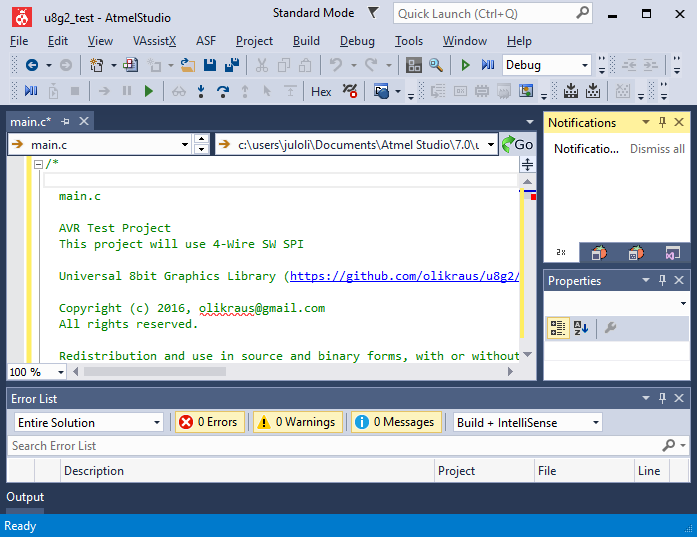 u8g2_test - AtmelStudio
Standard Mode
Quick Launch (Ctrl+Q)
File Edit View VAssistX ASF Project Build Debug Tools Window Help
Debug
Hex
main.c*
main.c
c:\users\juloli\Documents\Atmel Studio\7.0\u
Go
/*
main.c
AVR Test Project
This project will use 4-Wire SW SPI
Universal 8bit Graphics Library (https://github.com/olikraus/u8g2/
Copyright (c) 2016, olikraus@gmail.com
All rights reserved.
Redistribution and use in source and binary forms, with or without
100 %
Notifications
Notificatio... Dismiss all
Properties
Error List
Entire Solution
0 Errors
0 Warnings
0 Messages
Build + IntelliSense
Search Error List
Description Project File Line
Output
Ready